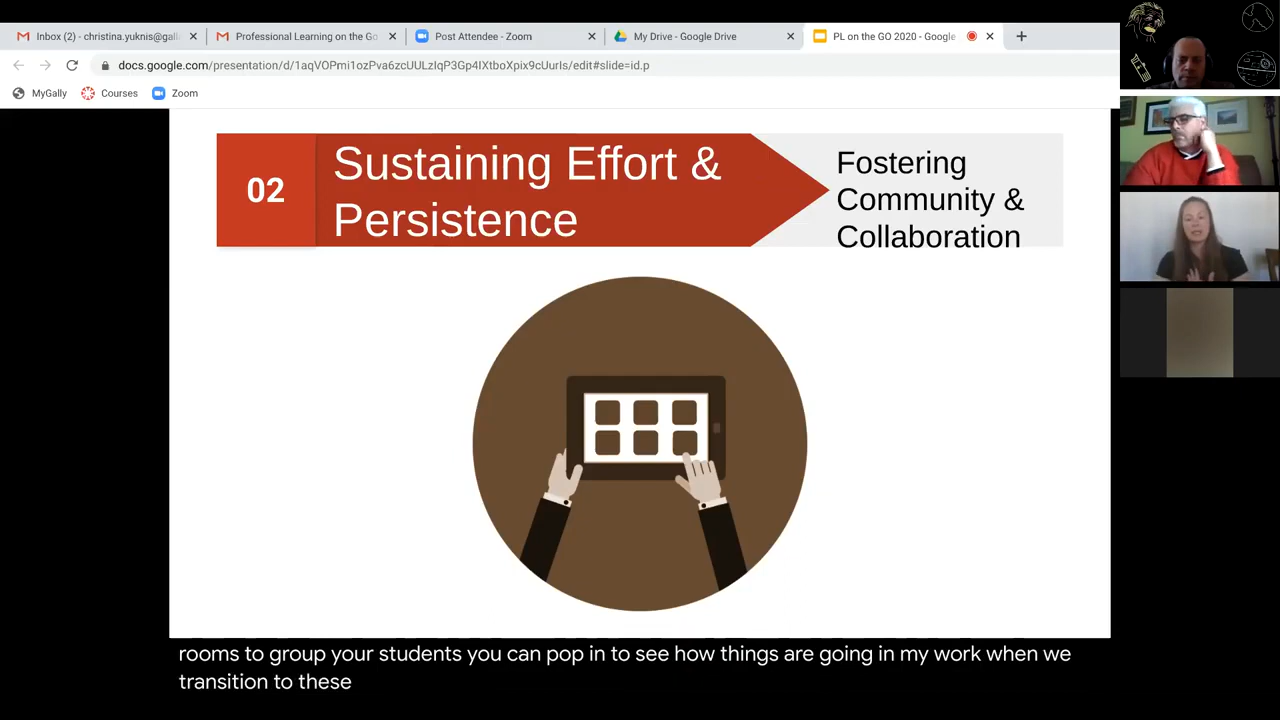 Inbox (2) - christina.yuknis@gall
Professional Learning on the Go
Post Attendee - Zoom
My Drive - Google Drive
PL on the GO 2020 - Google
docs.google.com/presentation/d/1aqVOPmi1ozPva6zcUULzIqP3Gp4IXtboXpix9cUurIs/edit#slide=id.p
MyGally
Courses
Zoom
02
Sustaining Effort &
Persistence
Fostering
Community &
Collaboration
rooms to group your students you can pop in to see how things are going in my work when we
transition to these